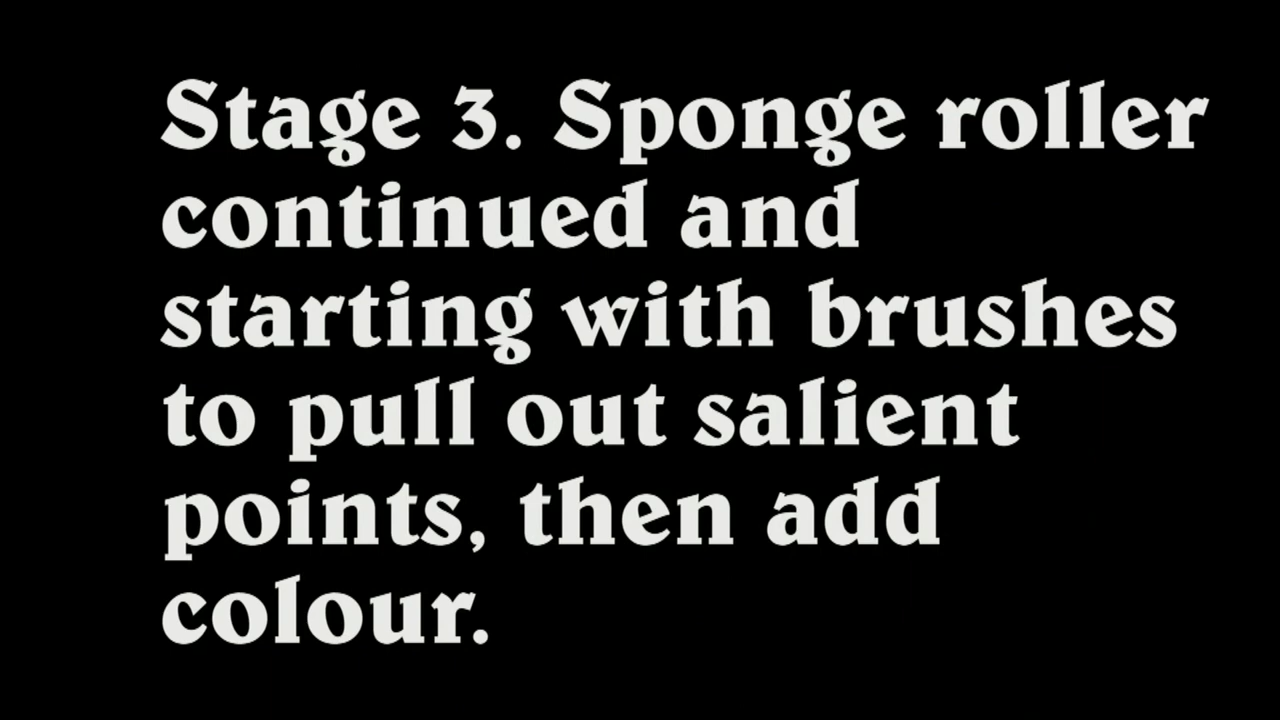 Stage 3. Sponge roller
continued and
starting with brushes
to pull out salient
points, then add
colour.